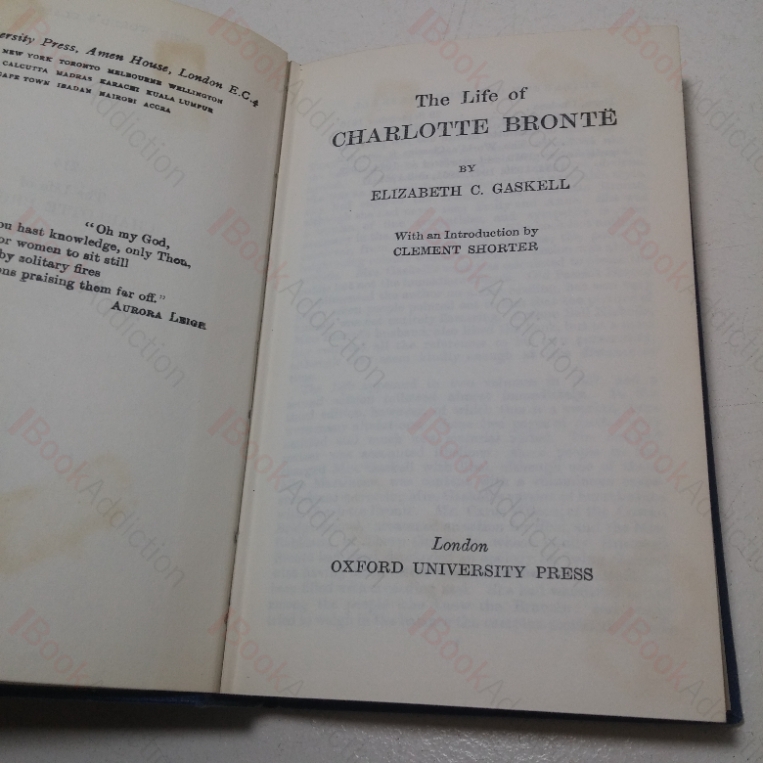 ersity Press, Amen House, London E.C.4
NEW YORK TORONTO MELBOURNE WELLINGTON
CALCUTTA MADRAS KARACHI KUALA LUMPUR
CAPE TOWN IBADAN NAIROBI ACCRA
"Oh my God,
ou hast knowledge, only Thou,
or women to sit still
by solitary fires
ns praising them far off."
AURORA LEIGH
The Life of
CHARLOTTE BRONTË
BY
ELIZABETH C. GASKELL
With an Introduction by
CLEMENT SHORTER
London
OXFORD UNIVERSITY PRESS
BookAddiction